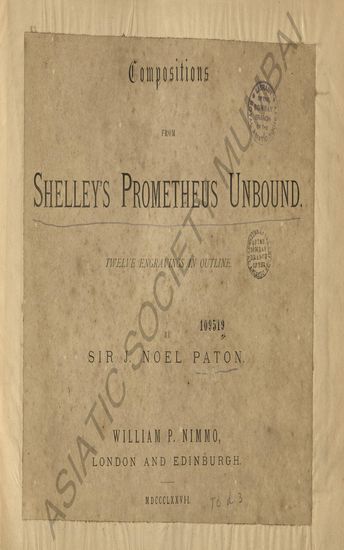 Compositions
FROM
SHELLEY'S PROMETHEUS UNBOUND.
TWELVE ENGRAVINGS IN OUTLINE.
BY
109519
SIR J. NOEL PATON.
WILLIAM P. NIMMO,
LONDON AND EDINBURGH.
MDCCCLXXVII.
ASIATIC SOCIETY MUMBAI